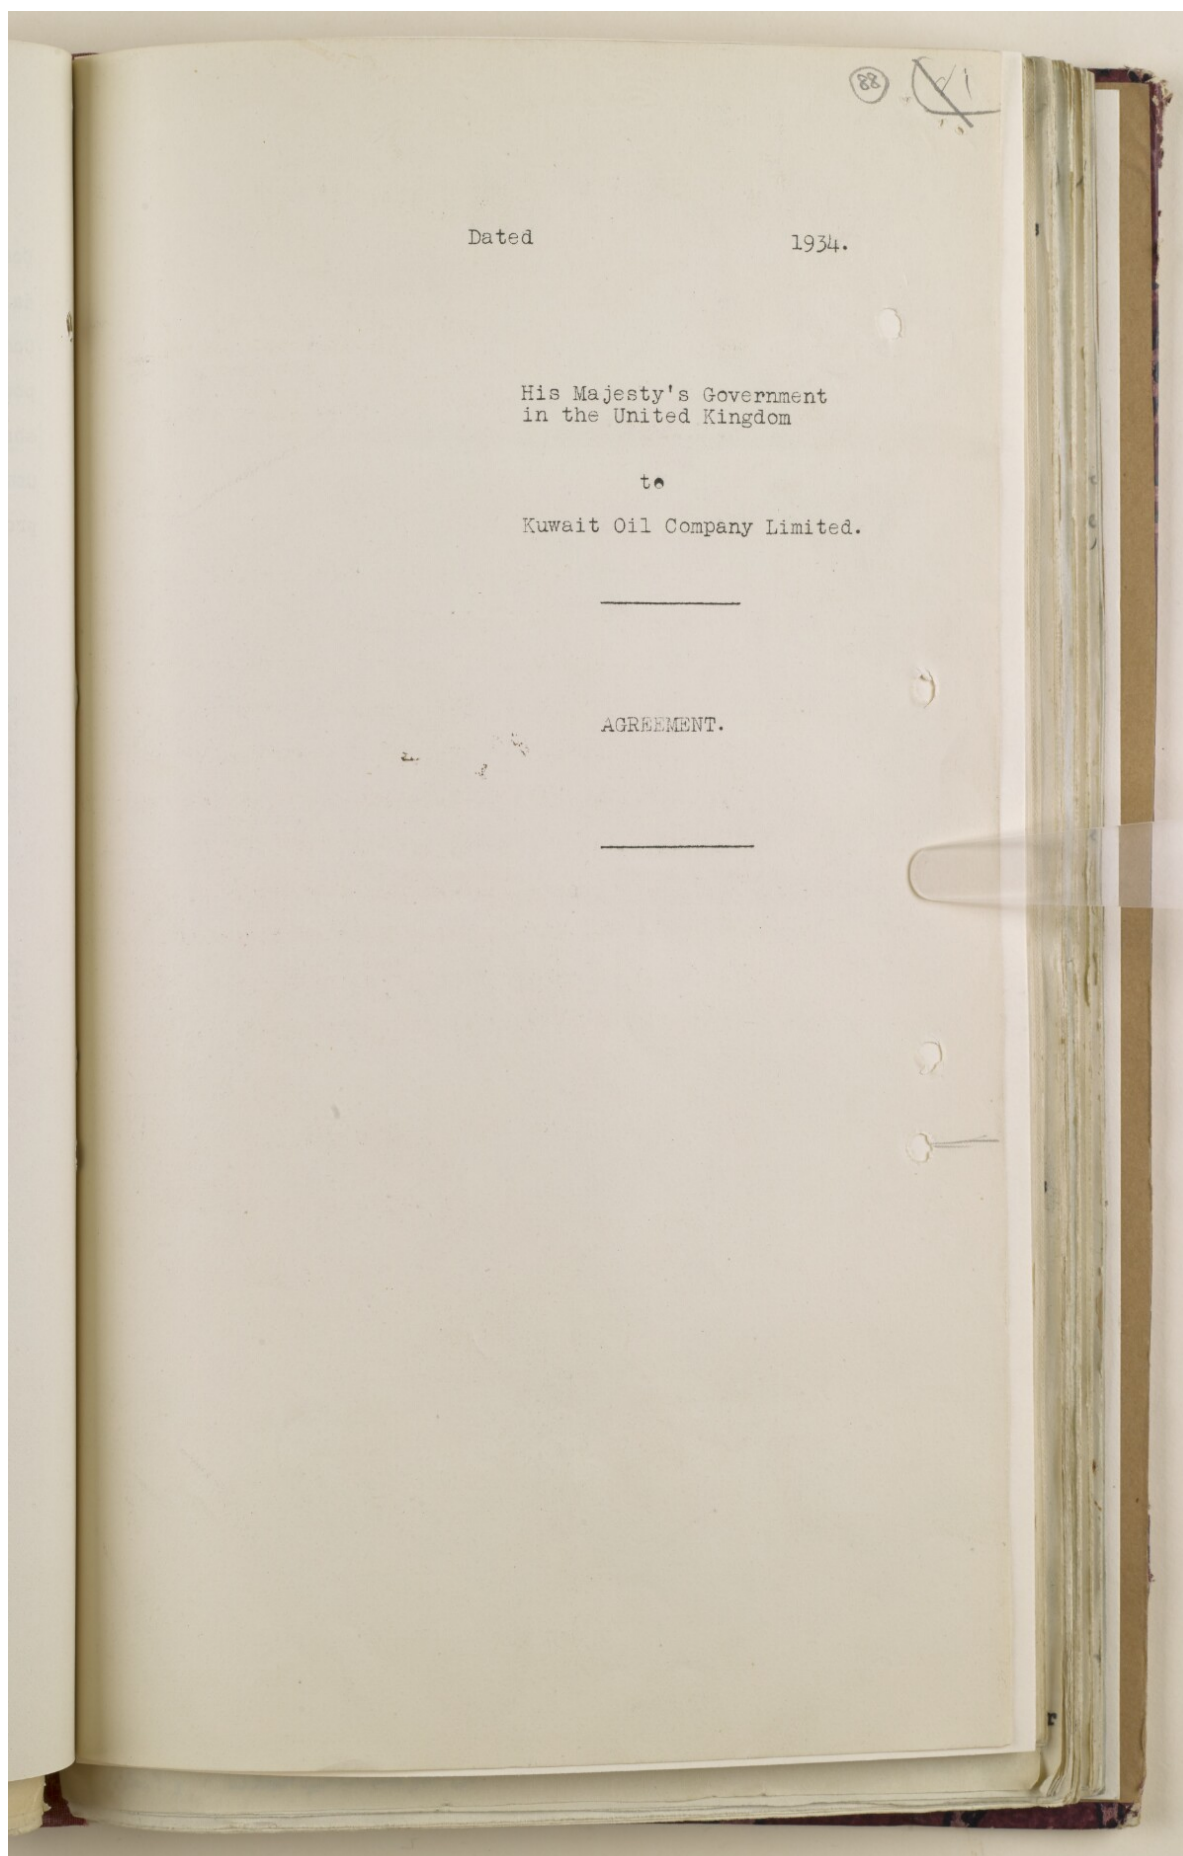 88
Dated 1934.
His Majesty's Government
in the United Kingdom
to
Kuwait Oil Company Limited.
AGREEMENT.